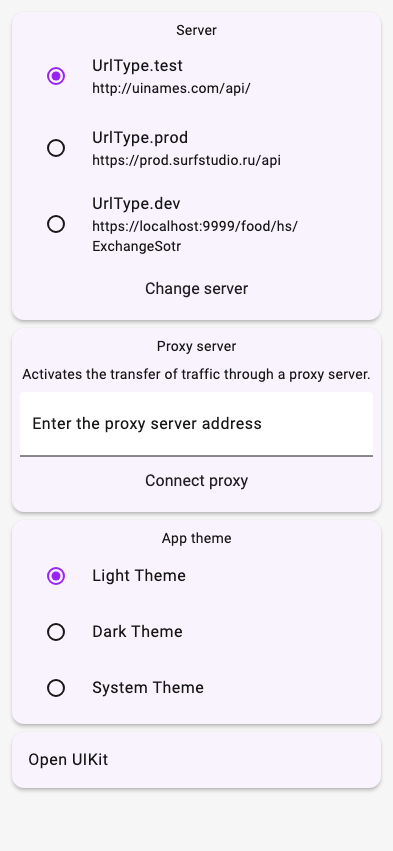 Server
UrlType.test
http://uinames.com/api/
UrlType.prod
https://prod.surfstudio.ru/api
UrlType.dev
https://localhost:9999/food/hs/
ExchangeSotr
Change server
Proxy server
Activates the transfer of traffic through a proxy server.
Enter the proxy server address
Connect proxy
App theme
Light Theme
Dark Theme
System Theme
Open UIKit